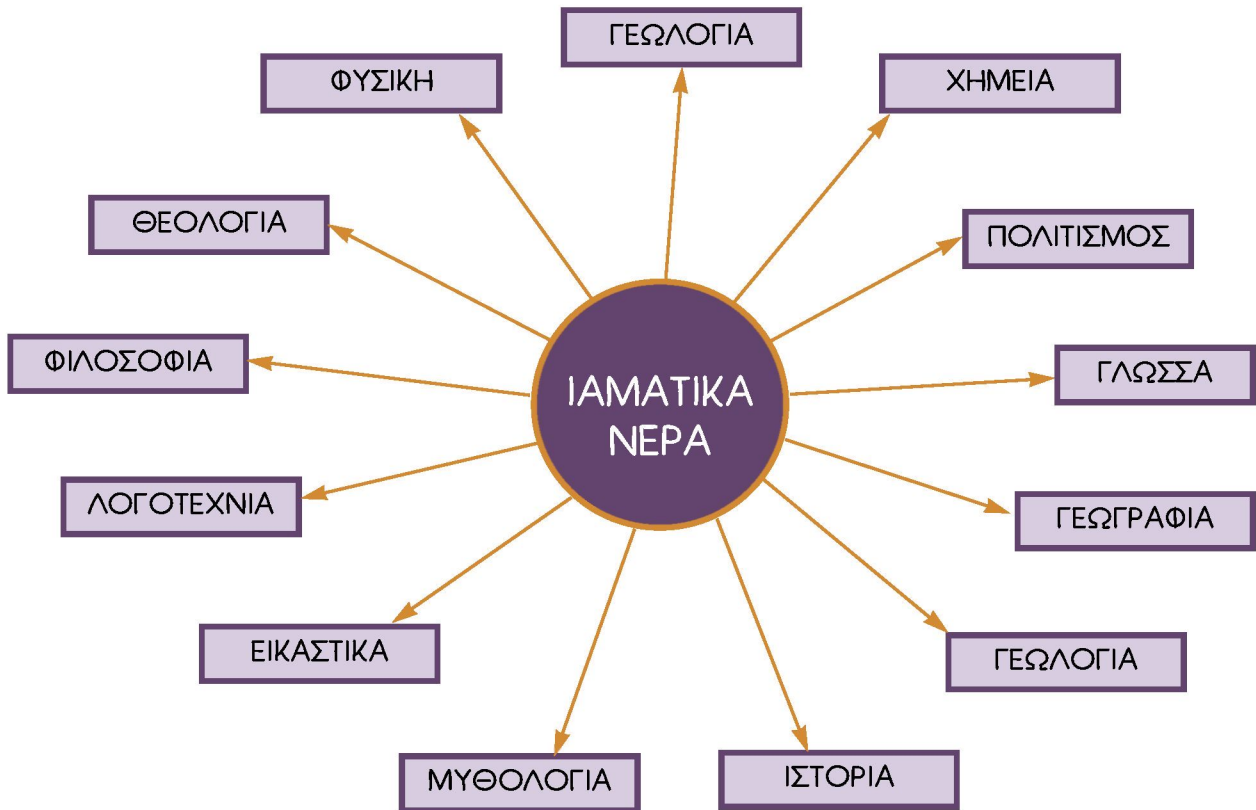 ΓΕΩΛΟΓΙΑ
ΦΥΣΙΚΗ
ΧΗΜΕΙΑ
ΘΕΟΛΟΓΙΑ
ΠΟΛΙΤΙΣΜΟΣ
ΦΙΛΟΣΟΦΙΑ
ΓΛΩΣΣΑ
ΙΑΜΑΤΙΚΑ
ΝΕΡΑ
ΛΟΓΟΤΕΧΝΙΑ
ΓΕΩΓΡΑΦΙΑ
ΕΙΚΑΣΤΙΚΑ
ΓΕΩΛΟΓΙΑ
ΜΥΘΟΛΟΓΙΑ
ΙΣΤΟΡΙΑ